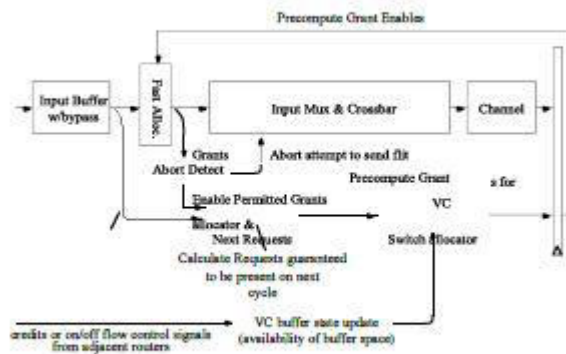 Precompute Grant Enables
Input Buffer
w/bypass
Fast Alloc.
Input Mux & Crossbar
Channel
Grants
Abort Detect
Abort attempt to send flit
Precompute Grant
s for
Enable Permitted Grants
VC
allocator &
Next Requests
Switch allocator
Calculate Requests guaranteed
to be present on next
cycle
credits or on/off flow control signals
from adjacent routers
VC buffer state update
(availability of buffer space)